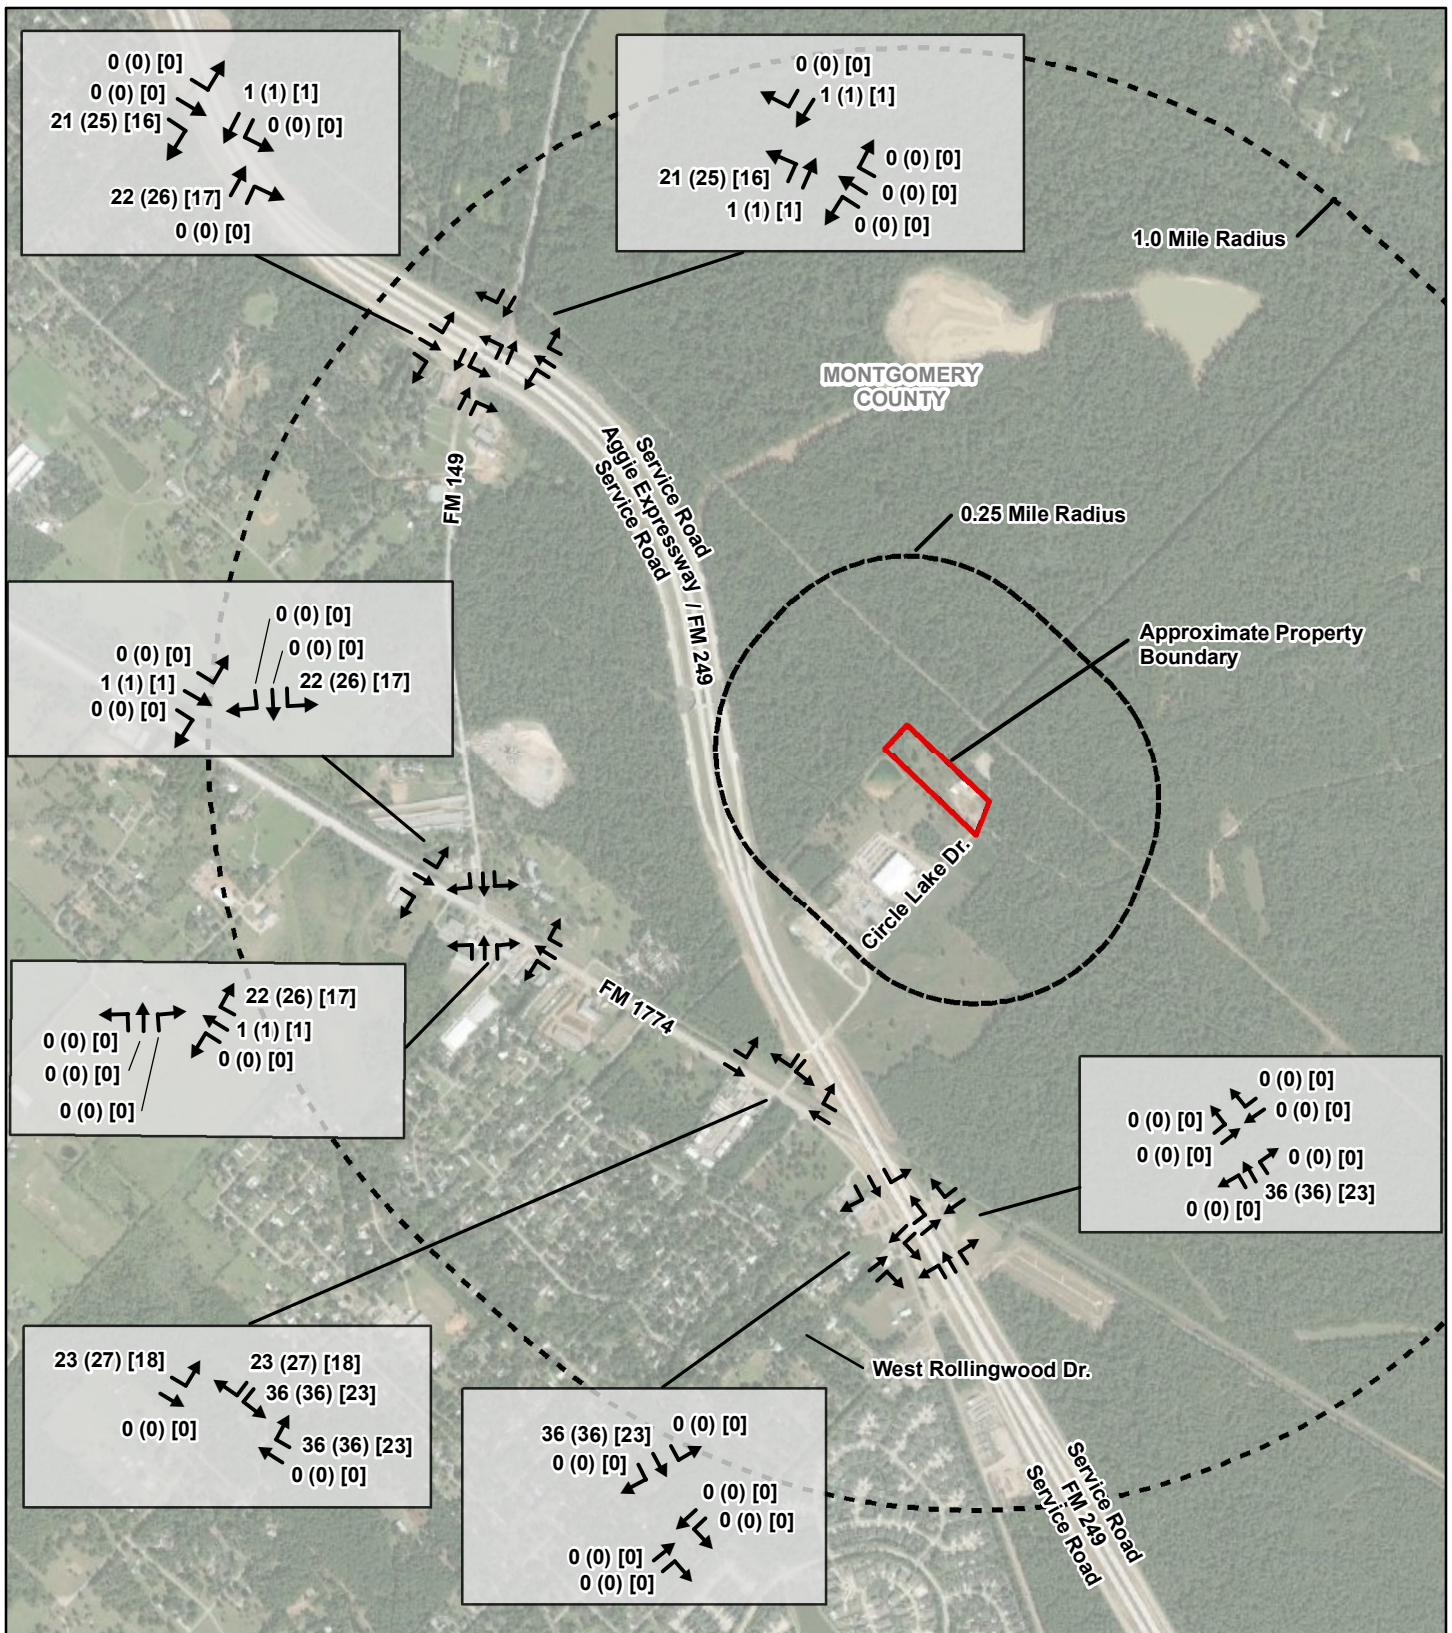 0 (0) [0]
0 (0) [0]
21 (25) [16]
1 (1) [1]
0 (0) [0]
22 (26) [17]
0 (0) [0]
0 (0) [0]
1 (1) [1]
21 (25) [16]
1 (1) [1]
0 (0) [0]
0 (0) [0]
0 (0) [0]
1.0 Mile Radius
MONTGOMERY
COUNTY
Service Road
Aggie Expressway / FM 249
Service Road
FM 149
0.25 Mile Radius
Approximate Property
Boundary
0 (0) [0]
0 (0) [0]
22 (26) [17]
0 (0) [0]
1 (1) [1]
0 (0) [0]
Circle Lake Dr.
FM 1774
22 (26) [17]
1 (1) [1]
0 (0) [0]
0 (0) [0]
0 (0) [0]
0 (0) [0]
0 (0) [0]
0 (0) [0]
0 (0) [0]
0 (0) [0]
0 (0) [0]
36 (36) [23]
0 (0) [0]
23 (27) [18]
0 (0) [0]
23 (27) [18]
36 (36) [23]
36 (36) [23]
0 (0) [0]
West Rollingwood Dr.
0 (0) [0]
36 (36) [23]
0 (0) [0]
0 (0) [0]
0 (0) [0]
0 (0) [0]
0 (0) [0]
Service Road
FM 249
Service Road